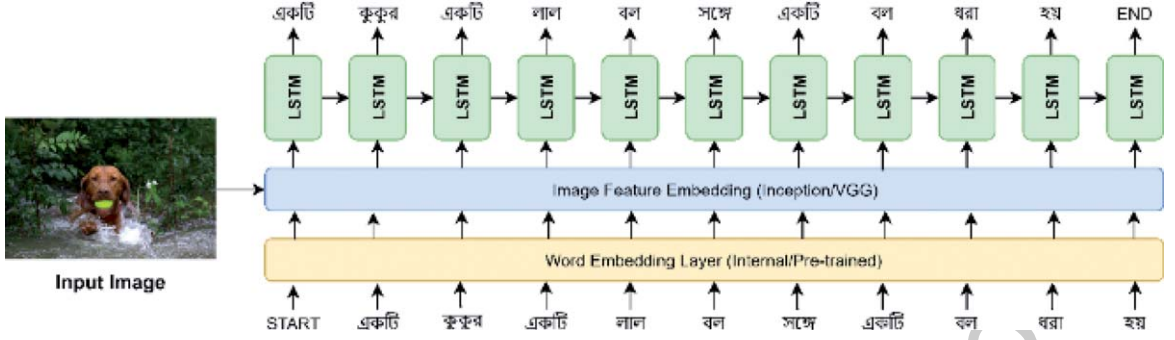 একটি কুকুর একটি লাল বল সঙ্গে একটি বল ধরা হয় END
LSTM LSTM LSTM LSTM LSTM LSTM LSTM LSTM LSTM LSTM LSTM
Image Feature Embedding (Inception/VGG)
Word Embedding Layer (Internal/Pre-trained)
Input Image
START একটি কুকুর একটি লাল বল সঙ্গে একটি বল ধরা হয়